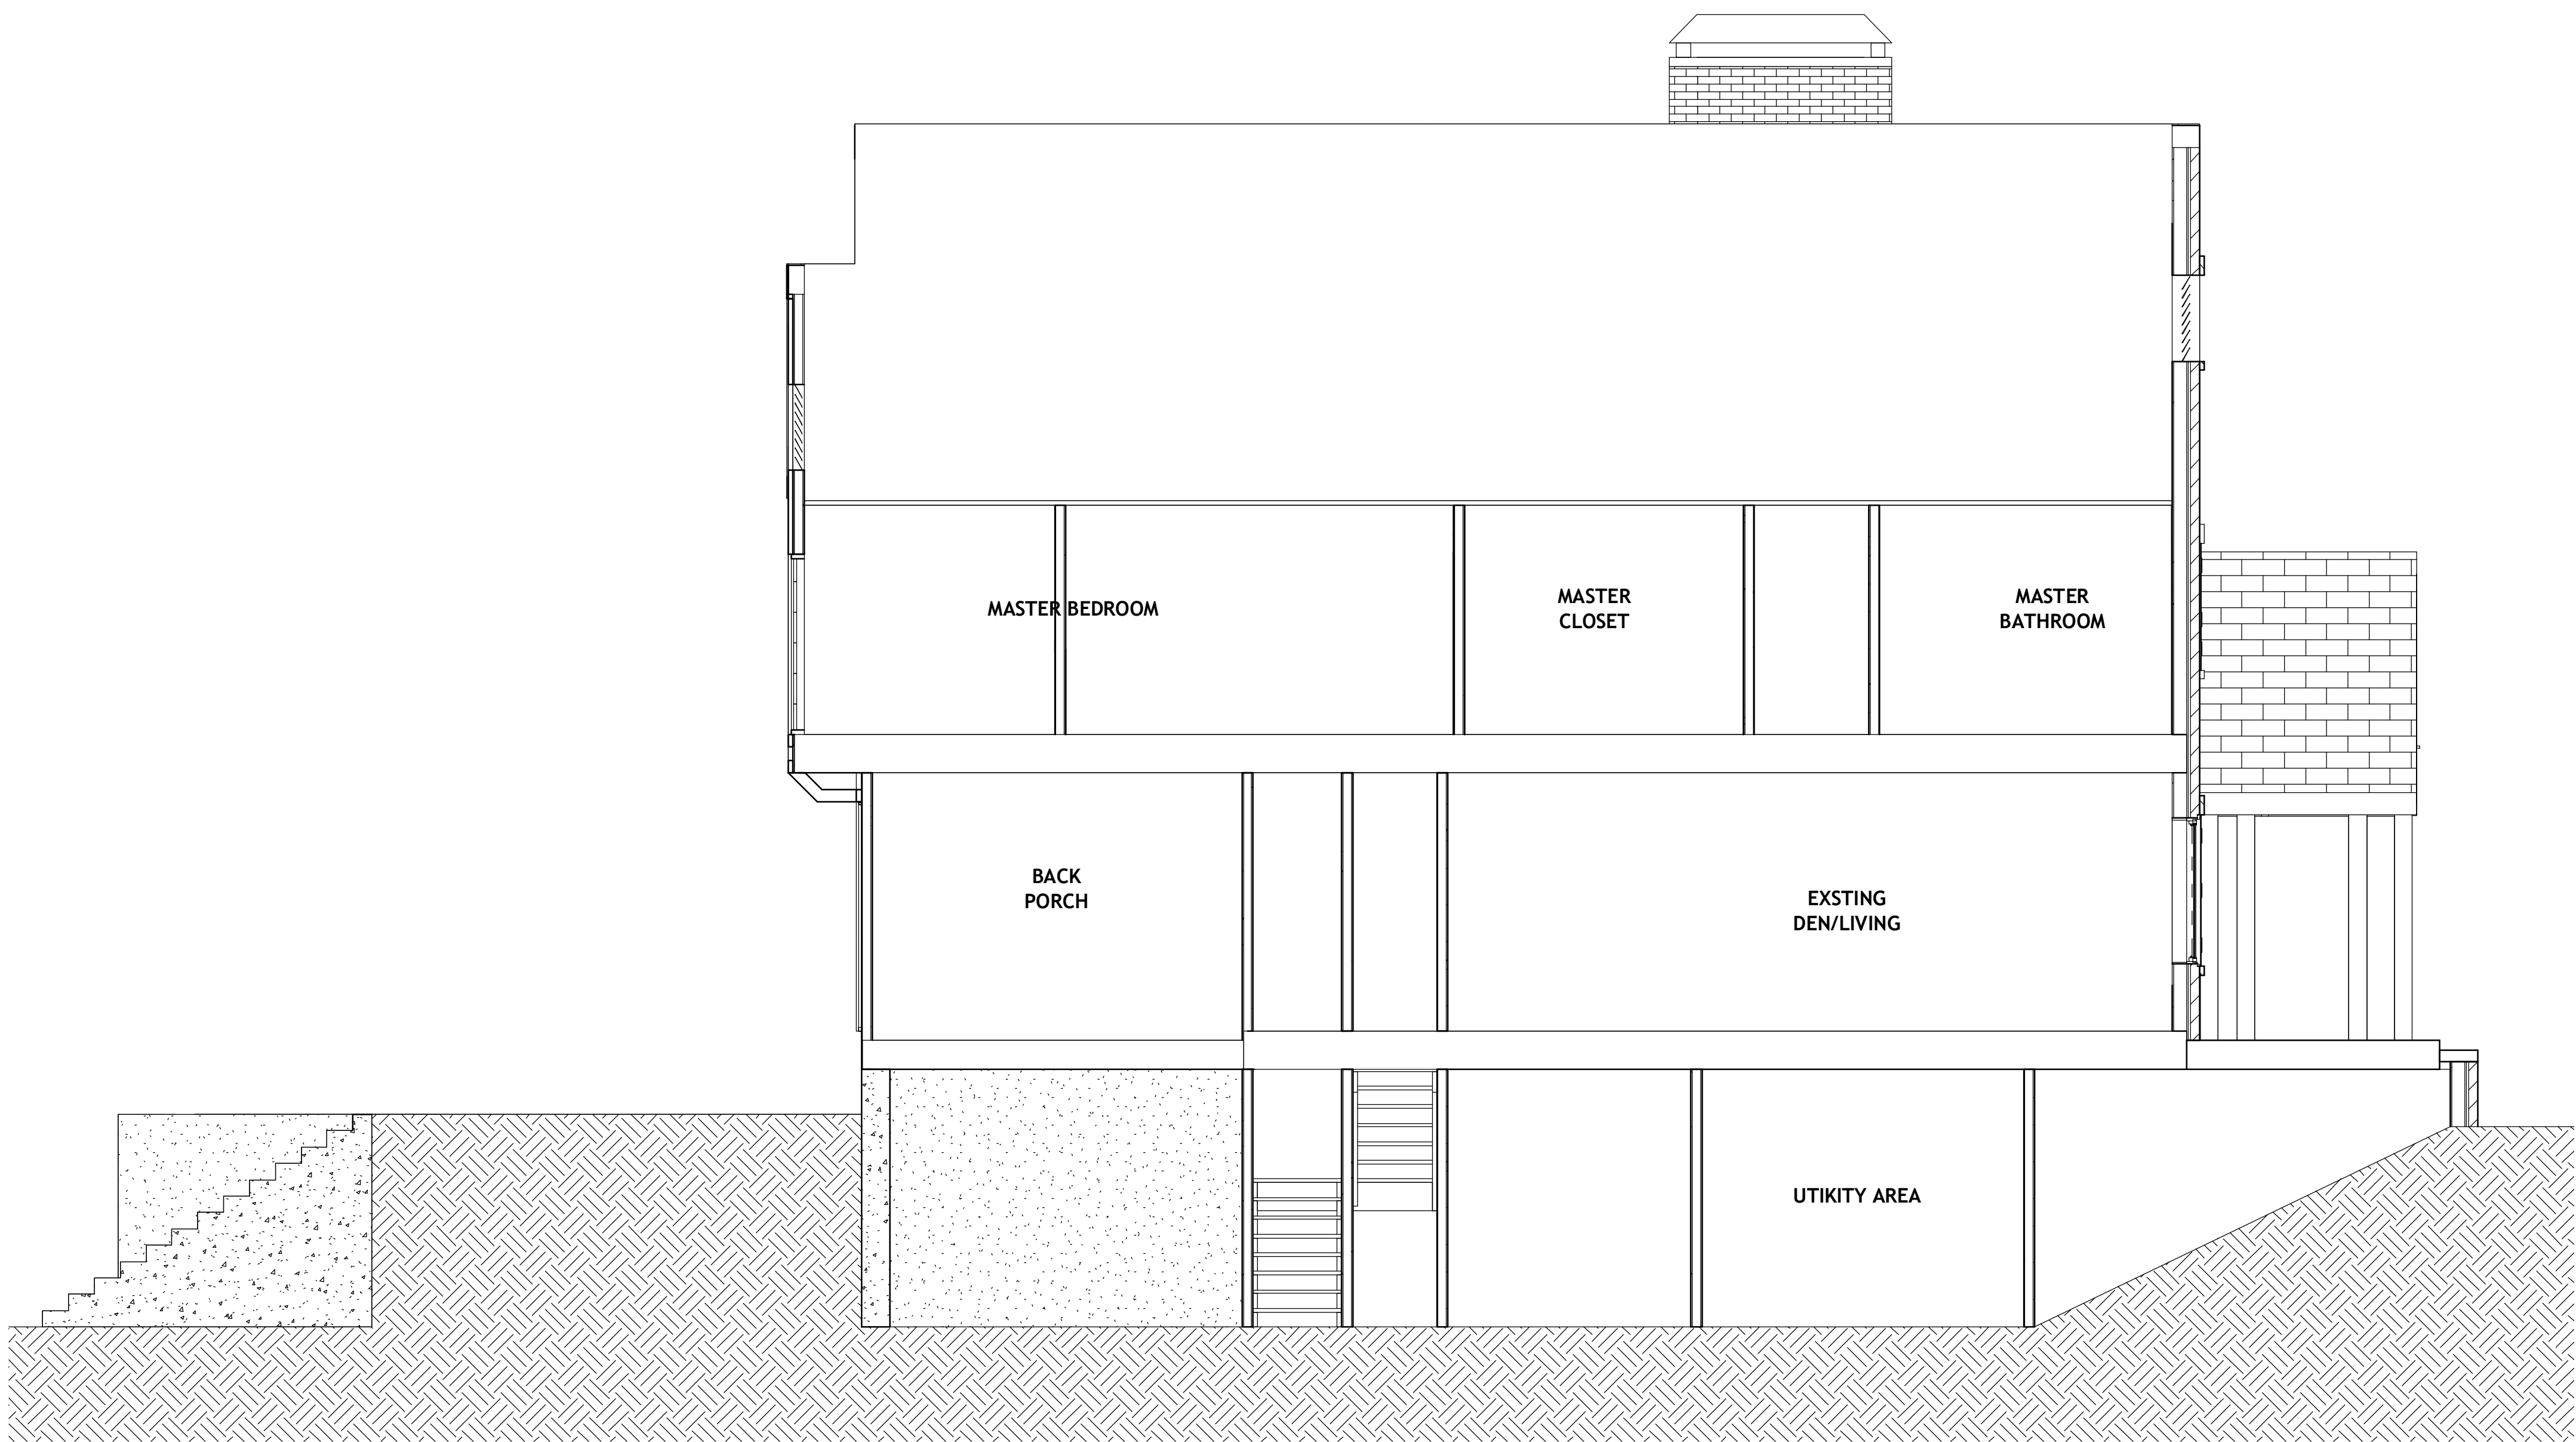 MASTER BEDROOM
MASTER
CLOSET
MASTER
BATHROOM
BACK
PORCH
EXSTING
DEN/LIVING
UTIKITY AREA